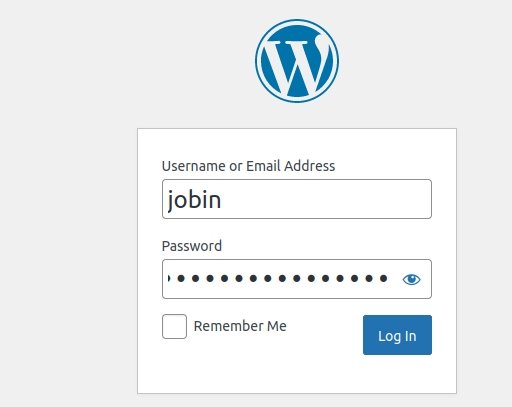 Username or Email Address
jobin
Password
Remember Me
Log In